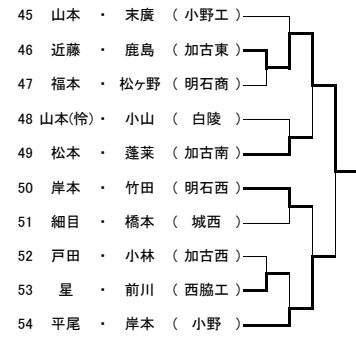 45 山本 ・ 末廣 ( 小野工 )
46 近藤 ・ 鹿島 ( 加古東 )
47 福本 ・ 松ヶ野 ( 明石商 )
48 山本(怜) ・ 小山 ( 白陵 )
49 松本 ・ 蓬莱 ( 加古南 )
50 岸本 ・ 竹田 ( 明石西 )
51 細目 ・ 橋本 ( 城西 )
52 戸田 ・ 小林 ( 加古西 )
53 星 ・ 前川 ( 西脇工 )
54 平尾 ・ 岸本 ( 小野 )